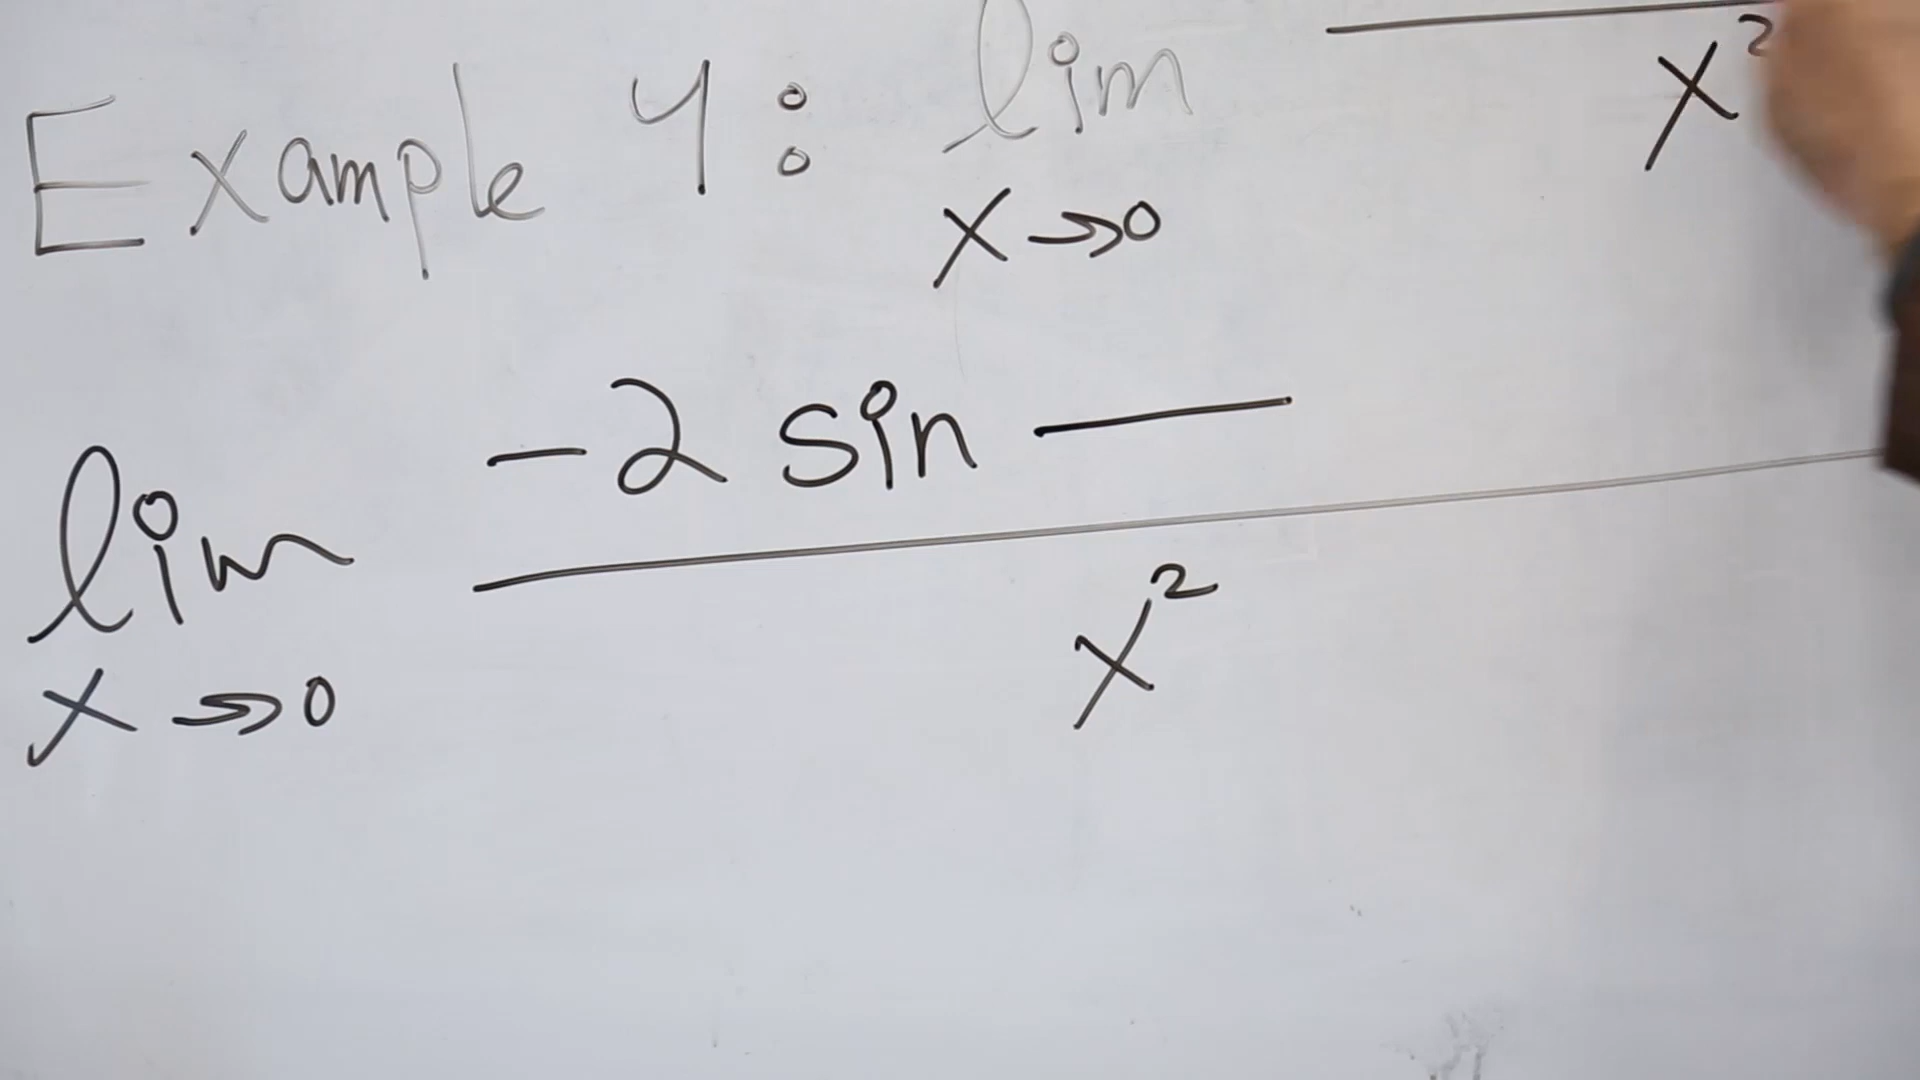 Example 4: lim x²
x→0
lim -2 sin — 
x→0 x²